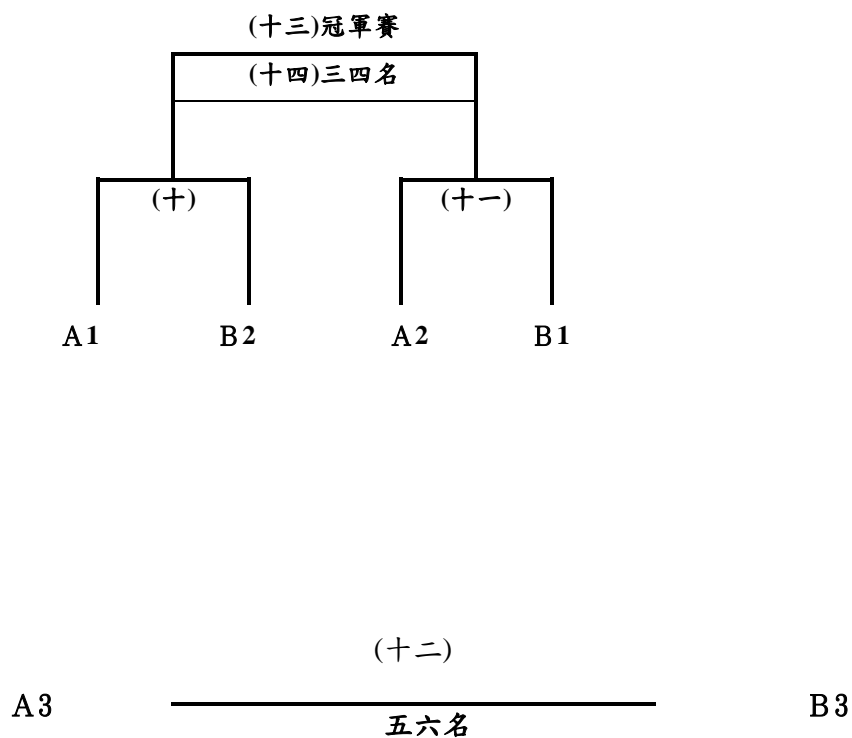 (十三)冠軍賽
(十四)三四名
(十) (十一)
A1 B2 A2 B1
(十二)
A3 B3
五六名